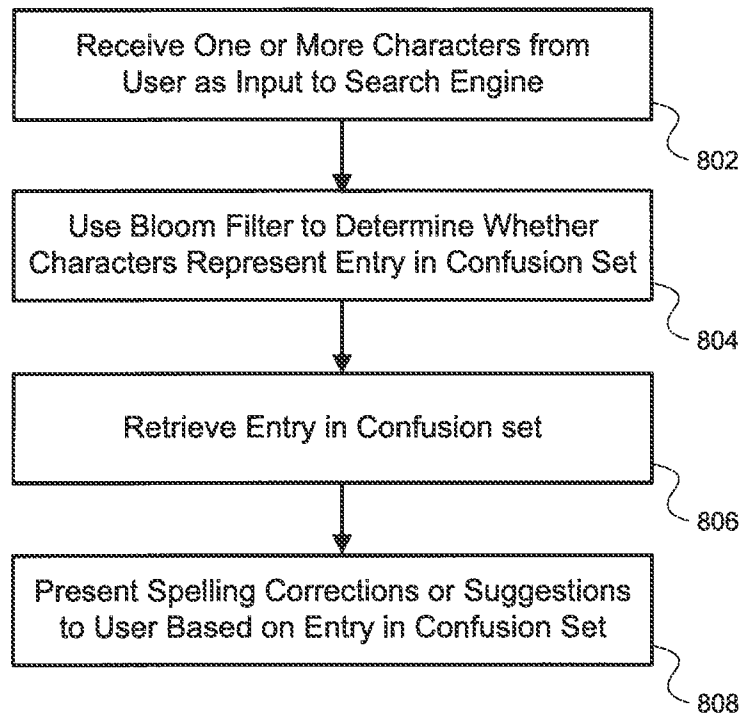 Receive One or More Characters from
User as Input to Search Engine
802
Use Bloom Filter to Determine Whether
Characters Represent Entry in Confusion Set
804
Retrieve Entry in Confusion set
806
Present Spelling Corrections or Suggestions
to User Based on Entry in Confusion Set
808